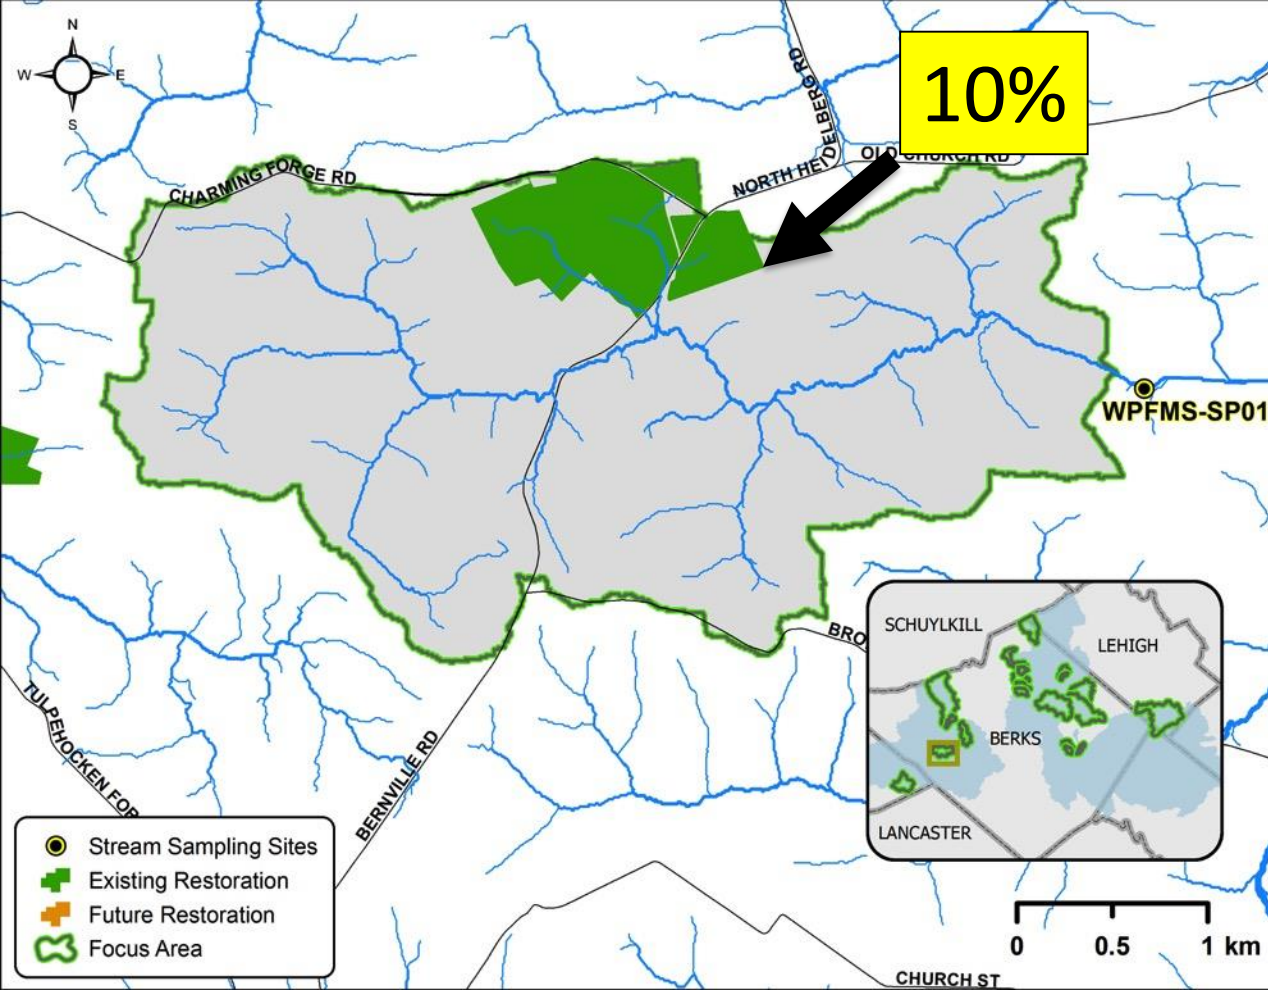 N
W
E
S
10%
NORTH HEIDELBERG RD
OLD CHURCH RD
CHARMING FORGE RD
WPFMS-SP01
BRO
SCHUYLKILL
LEHIGH
BERKS
LANCASTER
TULPEHOCKEN FOR
BERNVILLE RD
Stream Sampling Sites
Existing Restoration
Future Restoration
Focus Area
0 0.5 1 km
CHURCH ST